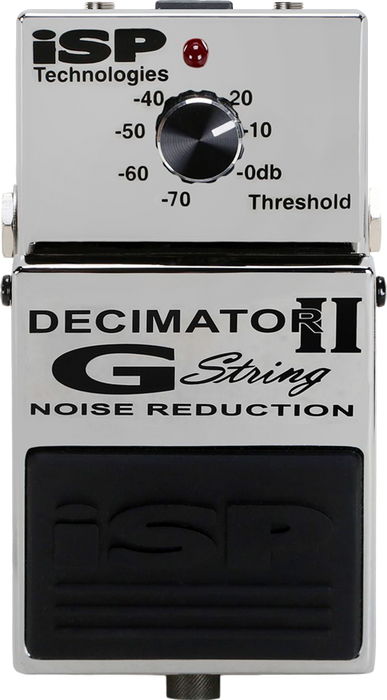 iSP
Technologies
-40 20
-50 -10
-60 -0db
-70 Threshold
DECIMATOR II
G String
NOISE REDUCTION
iSP